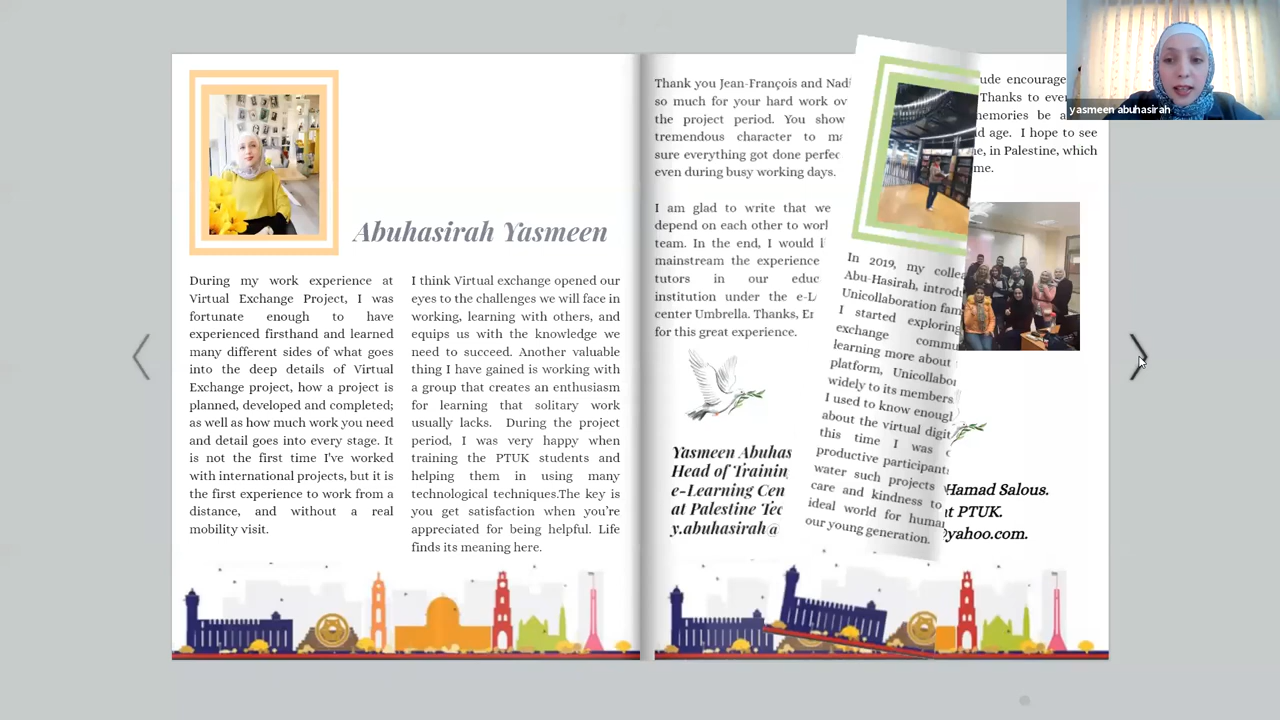 yasmeen abuhasirah
Abuhasirah Yasmeen
During my work experience at
Virtual Exchange Project, I was
fortunate enough to have
experienced firsthand and learned
many different sides of what goes
into the deep details of Virtual
Exchange project, how a project is
planned, developed and completed;
as well as how much work you need
and detail goes into every stage. It
is not the first time I've worked
with international projects, but it is
the first experience to work from a
distance, and without a real
mobility visit.
I think Virtual exchange opened our
eyes to the challenges we will face in
working, learning with others, and
equips us with the knowledge we
need to succeed. Another valuable
thing I have gained is working with
a group that creates an enthusiasm
for learning that solitary work
usually lacks. During the project
period, I was very happy when
training the PTUK students and
helping them in using many
technological techniques.The key is
you get satisfaction when you're
appreciated for being helpful. Life
finds its meaning here.
Thank you Jean-François and Nadi
so much for your hard work ov
the project period. You show
tremendous character to ma
sure everything got done perfec
even during busy working days.
I am glad to write that we
depend on each other to work
team. In the end, I would l
mainstream the experience
tutors in our educ
institution under the e-L
center Umbrella. Thanks, Er
for this great experience.
Yasmeen Abuhas
Head of Trainin
e-Learning Cen
at Palestine Tec
y.abuhasirah@
In 2019, my collea
Abu-Hasirah, introdu
Unicollaboration fam
I started exploring
exchange commu
learning more about
platform, Unicollabor
widely to its members.
I used to know enough
about the virtual digit
this time I was
productive participant
water such projects
care and kindness to
ideal world for human
our young generation.
ude encourage
Thanks to ever
memories be a
d age. I hope to see
e, in Palestine, which
me.
Hamad Salous.
at PTUK.
@yahoo.com.